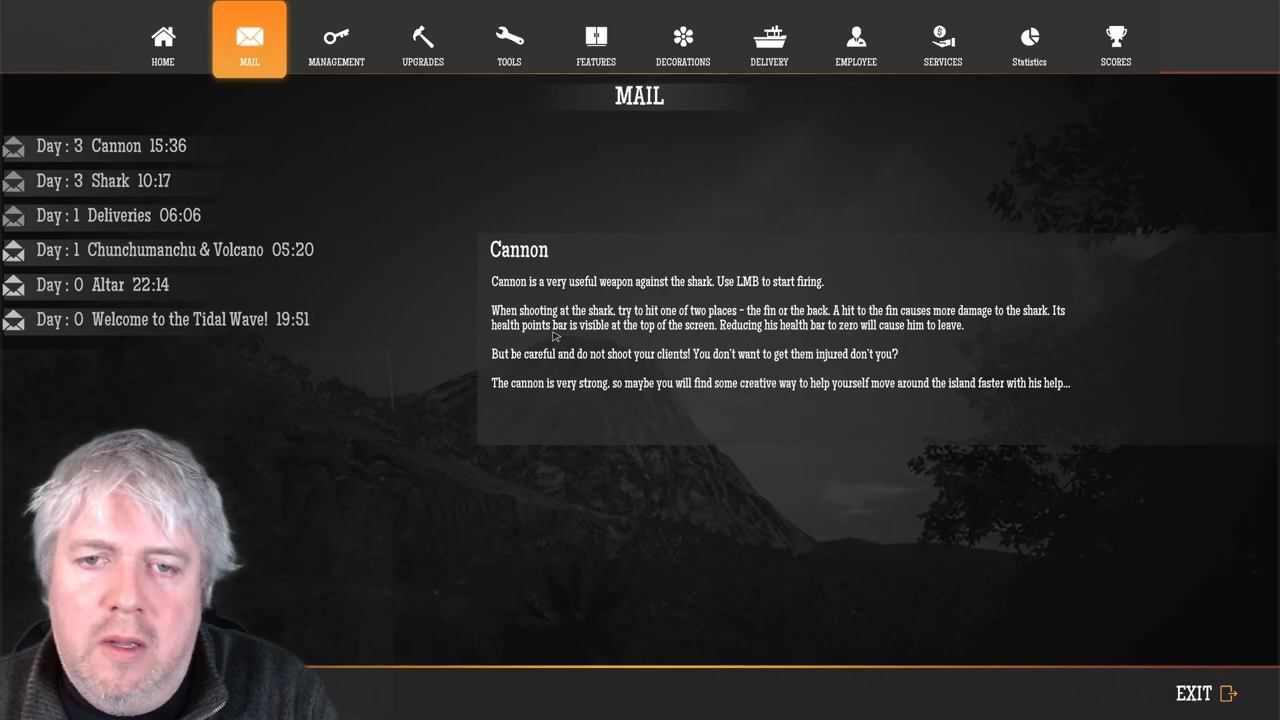 HOME
MAIL
MANAGEMENT
UPGRADES
TOOLS
FEATURES
DECORATIONS
DELIVERY
EMPLOYEE
SERVICES
Statistics
SCORES
MAIL
Day : 3 Cannon 15:36
Day : 3 Shark 10:17
Day : 1 Deliveries 06:06
Day : 1 Chunchumanchu & Volcano 05:20
Day : 0 Altar 22:14
Day : 0 Welcome to the Tidal Wave! 19:51
Cannon
Cannon is a very useful weapon against the shark. Use LMB to start firing.
When shooting at the shark, try to hit one of two places - the fin or the back. A hit to the fin causes more damage to the shark. Its
health points bar is visible at the top of the screen. Reducing his health bar to zero will cause him to leave.
But be careful and do not shoot your clients! You don't want to get them injured don't you?
The cannon is very strong, so maybe you will find some creative way to help yourself move around the island faster with his help...
EXIT